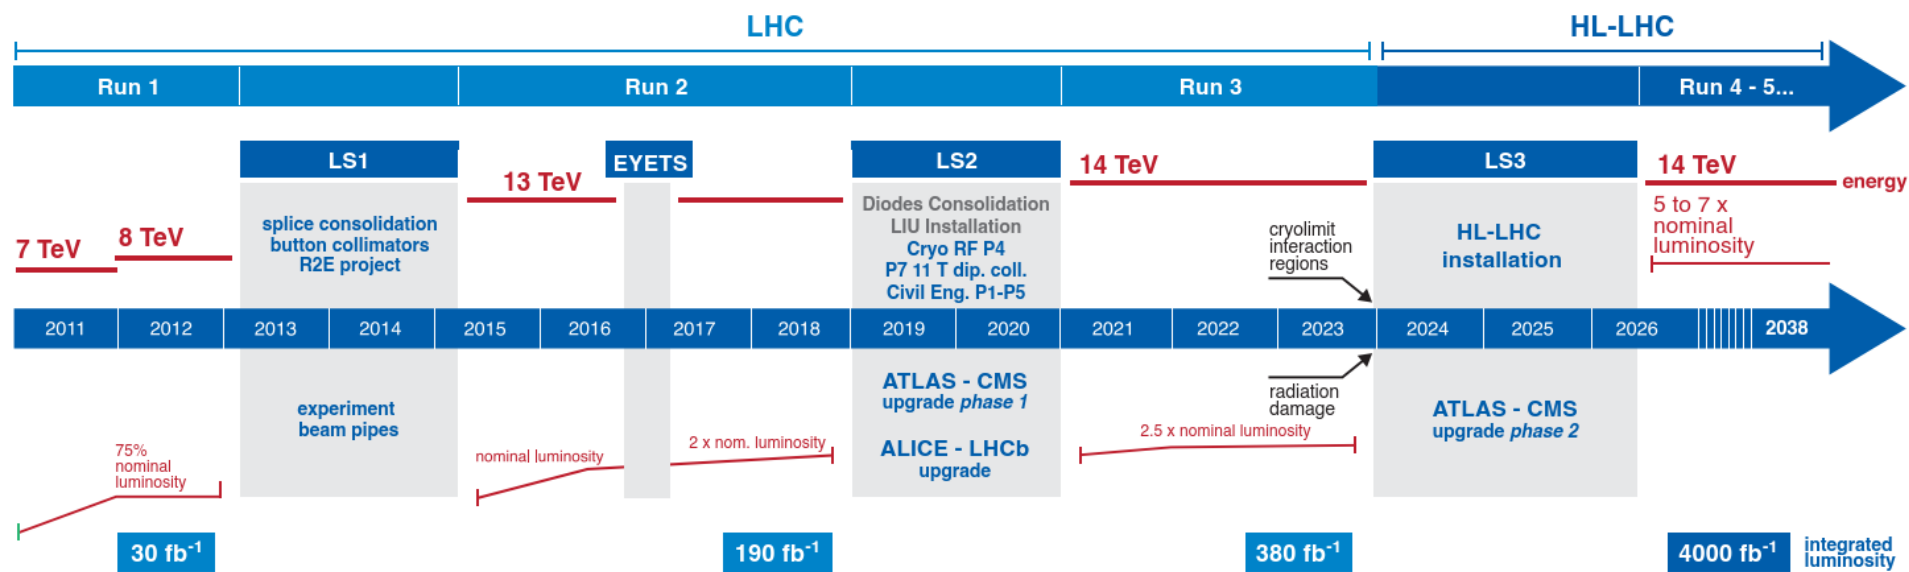 LHC
HL-LHC
Run 1
Run 2
Run 3
Run 4 - 5...
LS1
EYETS
LS2
LS3
7 TeV
8 TeV
13 TeV
14 TeV
14 TeV
energy
splice consolidation
button collimators
R2E project
Diodes Consolidation
LIU Installation
Cryo RF P4
P7 11 T dip. coll.
Civil Eng. P1-P5
cryolimit
interaction
regions
HL-LHC
installation
5 to 7 x
nominal
luminosity
2011 2012 2013 2014 2015 2016 2017 2018 2019 2020 2021 2022 2023 2024 2025 2026 2038
experiment
beam pipes
ATLAS - CMS
upgrade phase 1
ALICE - LHCb
upgrade
radiation
damage
ATLAS - CMS
upgrade phase 2
75%
nominal
luminosity
nominal luminosity
2 x nom. luminosity
2.5 x nominal luminosity
30 fb-1
190 fb-1
380 fb-1
4000 fb-1
integrated
luminosity